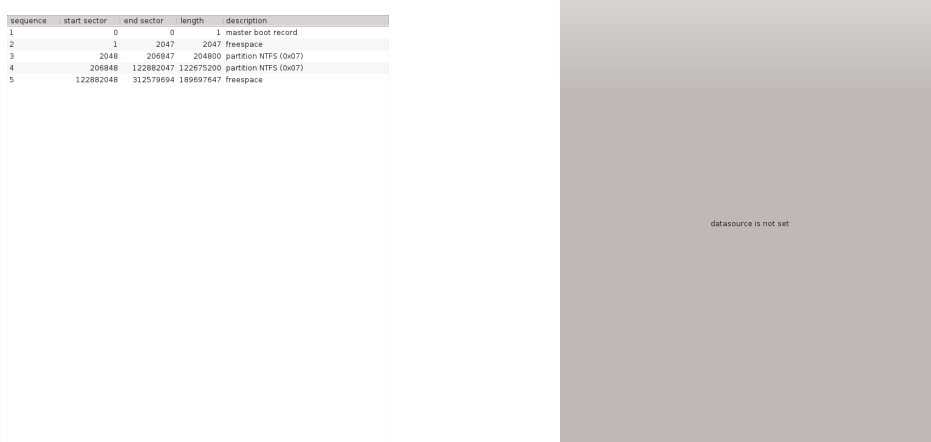 sequence start sector end sector length description
1 0 0 1 master boot record
2 1 2047 2047 freespace
3 2048 206847 204800 partition NTFS (0x07)
4 206848 122882047 122675200 partition NTFS (0x07)
5 122882048 312579694 189697647 freespace
datasource is not set